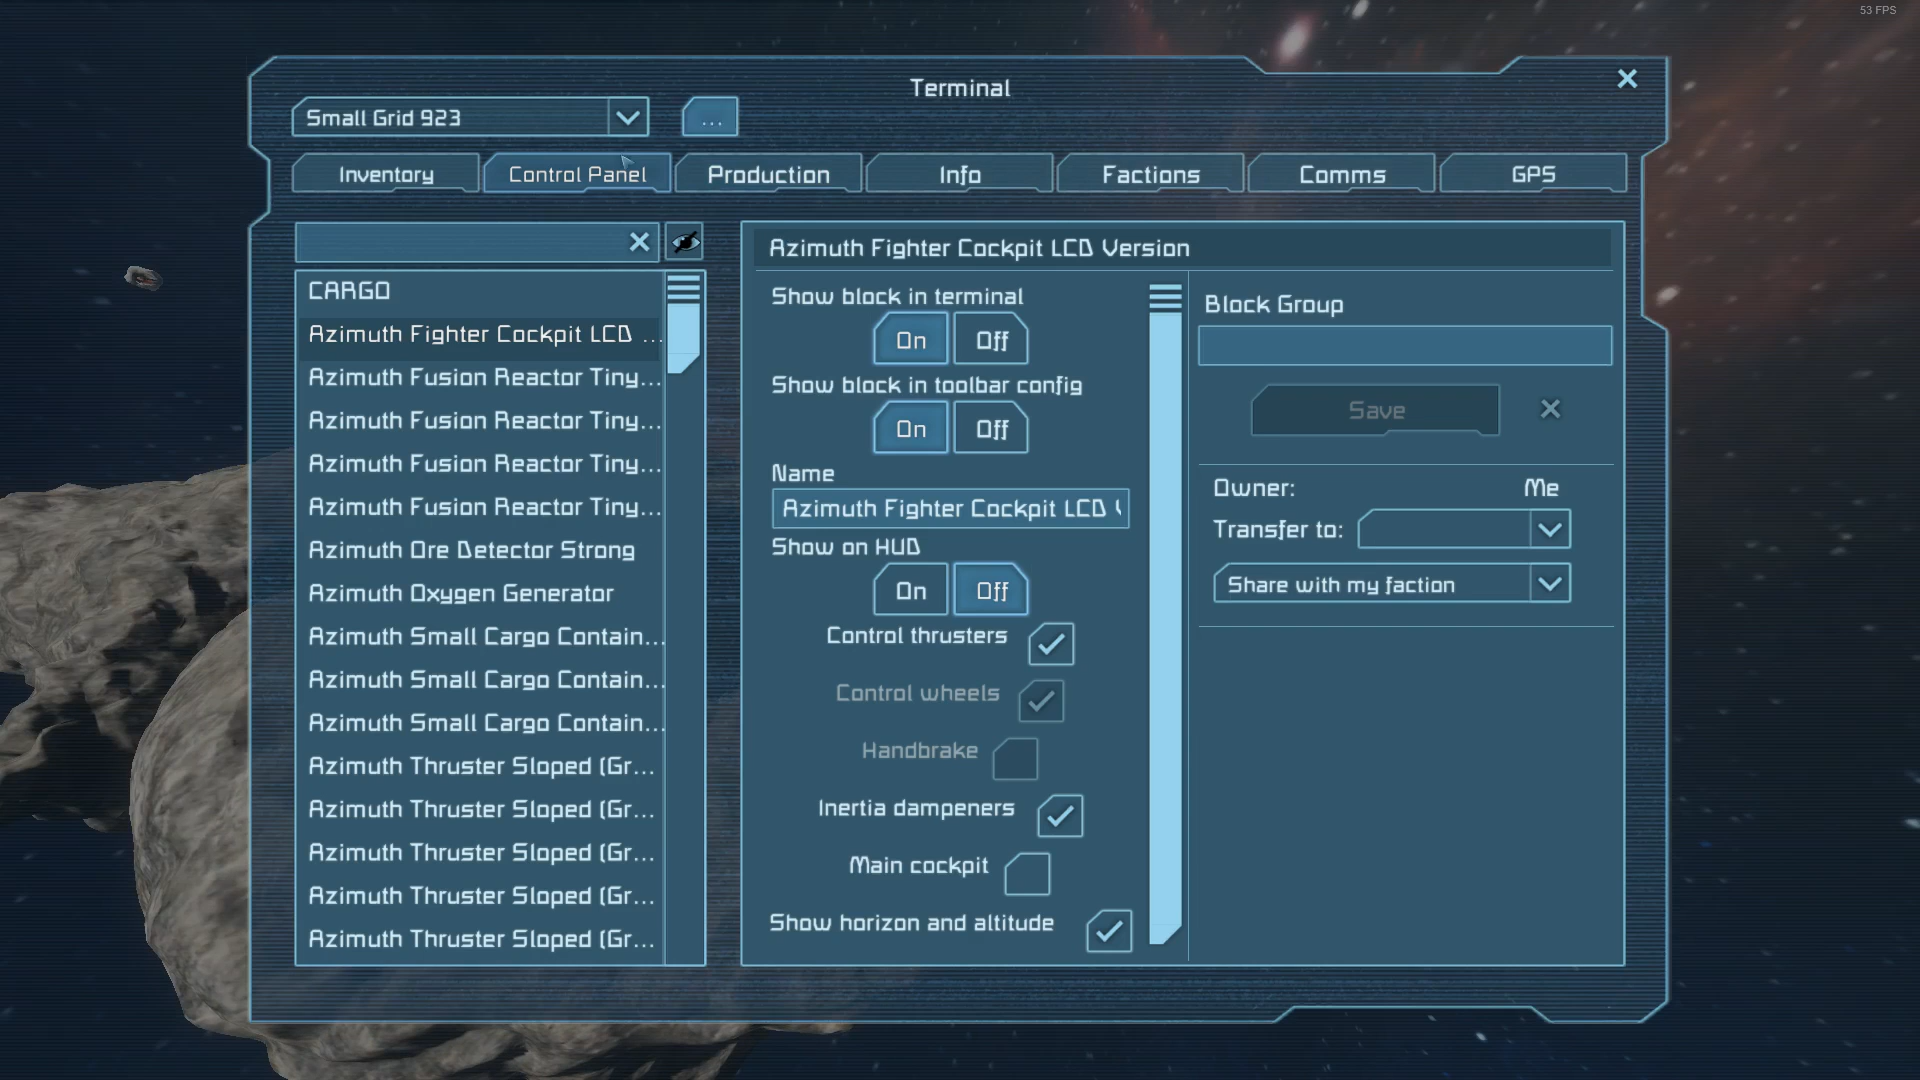 53 FPS
Terminal
Small Grid 923
...
Inventory
Control Panel
Production
Info
Factions
Comms
GPS
CARGO
Azimuth Fighter Cockpit LCD ...
Azimuth Fusion Reactor Tiny...
Azimuth Fusion Reactor Tiny...
Azimuth Fusion Reactor Tiny...
Azimuth Fusion Reactor Tiny...
Azimuth Ore Detector Strong
Azimuth Oxygen Generator
Azimuth Small Cargo Contain...
Azimuth Small Cargo Contain...
Azimuth Small Cargo Contain...
Azimuth Thruster Sloped (Gr...
Azimuth Thruster Sloped (Gr...
Azimuth Thruster Sloped (Gr...
Azimuth Thruster Sloped (Gr...
Azimuth Thruster Sloped (Gr...
Azimuth Fighter Cockpit LCD Version
Show block in terminal
On Off
Show block in toolbar config
On Off
Name
Azimuth Fighter Cockpit LCD
Show on HUD
On Off
Control thrusters
Control wheels
Handbrake
Inertia dampeners
Main cockpit
Show horizon and altitude
Block Group
Save
Owner: Me
Transfer to:
Share with my faction